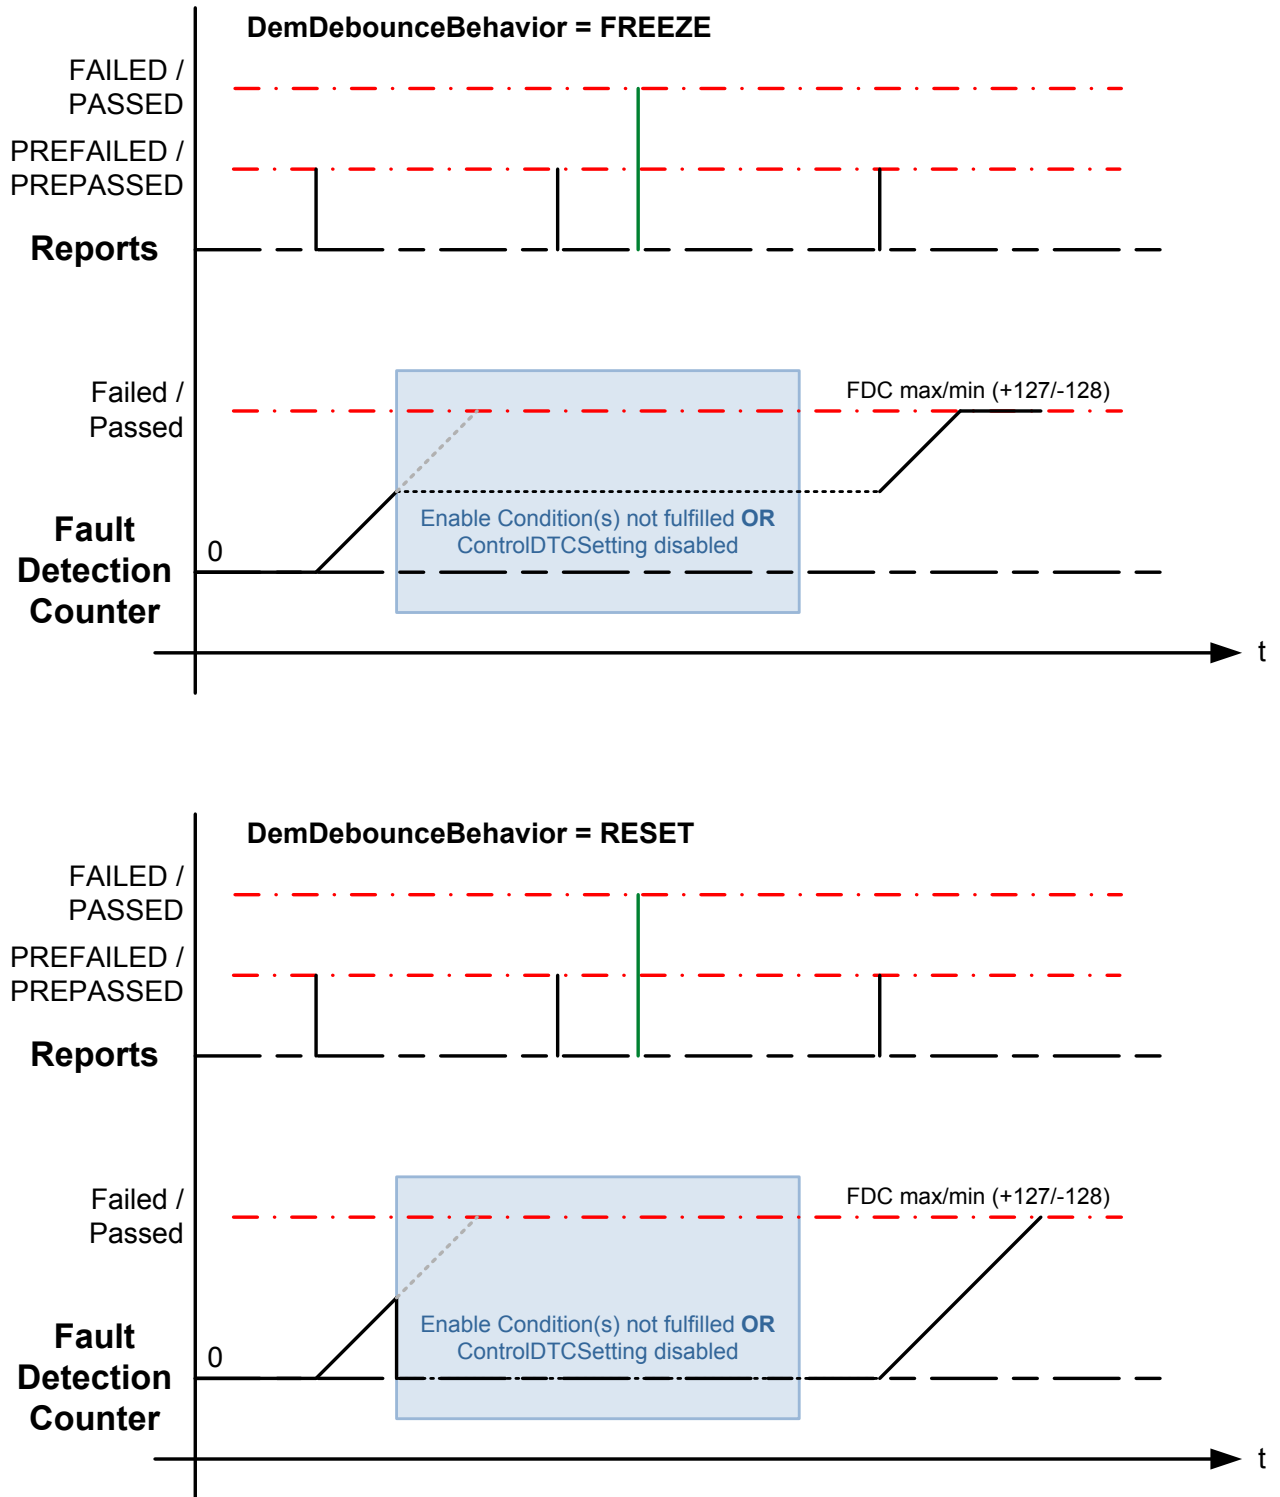 DemDebounceBehavior = FREEZE
FAILED /
PASSED
PREFAILED /
PREPASSED
Reports
Failed /
Passed
FDC max/min (+127/-128)
Enable Condition(s) not fulfilled OR
ControlDTCSetting disabled
Fault
Detection
Counter
0
t
DemDebounceBehavior = RESET
FAILED /
PASSED
PREFAILED /
PREPASSED
Reports
Failed /
Passed
FDC max/min (+127/-128)
Enable Condition(s) not fulfilled OR
ControlDTCSetting disabled
Fault
Detection
Counter
0
t